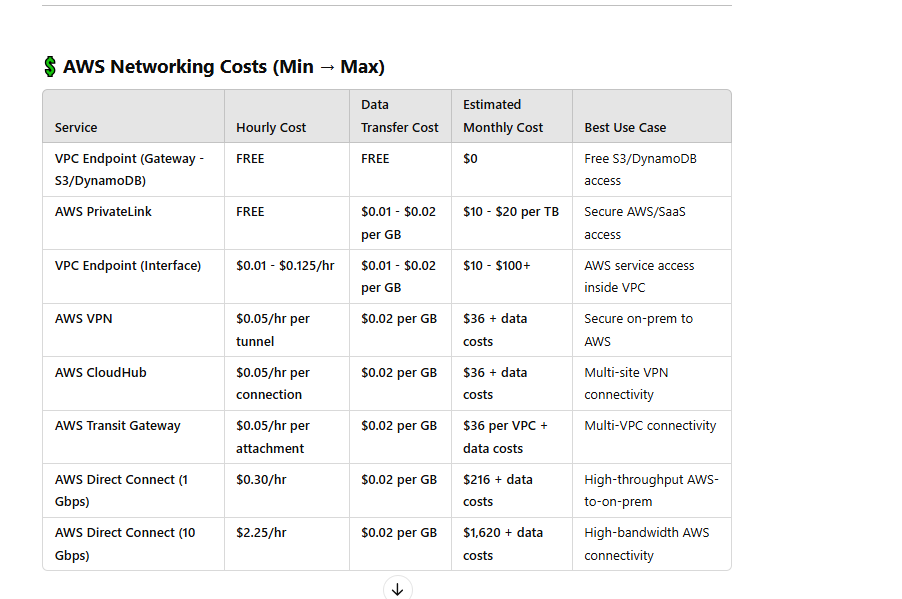 💲 AWS Networking Costs (Min → Max)
Service
Hourly Cost
Data
Transfer Cost
Estimated
Monthly Cost
Best Use Case
VPC Endpoint (Gateway -
S3/DynamoDB)
FREE
FREE
$0
Free S3/DynamoDB
access
AWS PrivateLink
FREE
$0.01 - $0.02
per GB
$10 - $20 per TB
Secure AWS/SaaS
access
VPC Endpoint (Interface)
$0.01 - $0.125/hr
$0.01 - $0.02
per GB
$10 - $100+
AWS service access
inside VPC
AWS VPN
$0.05/hr per
tunnel
$0.02 per GB
$36 + data
costs
Secure on-prem to
AWS
AWS CloudHub
$0.05/hr per
connection
$0.02 per GB
$36 + data
costs
Multi-site VPN
connectivity
AWS Transit Gateway
$0.05/hr per
attachment
$0.02 per GB
$36 per VPC +
data costs
Multi-VPC connectivity
AWS Direct Connect (1
Gbps)
$0.30/hr
$0.02 per GB
$216 + data
costs
High-throughput AWS-
to-on-prem
AWS Direct Connect (10
Gbps)
$2.25/hr
$0.02 per GB
$1,620 + data
costs
High-bandwidth AWS
connectivity